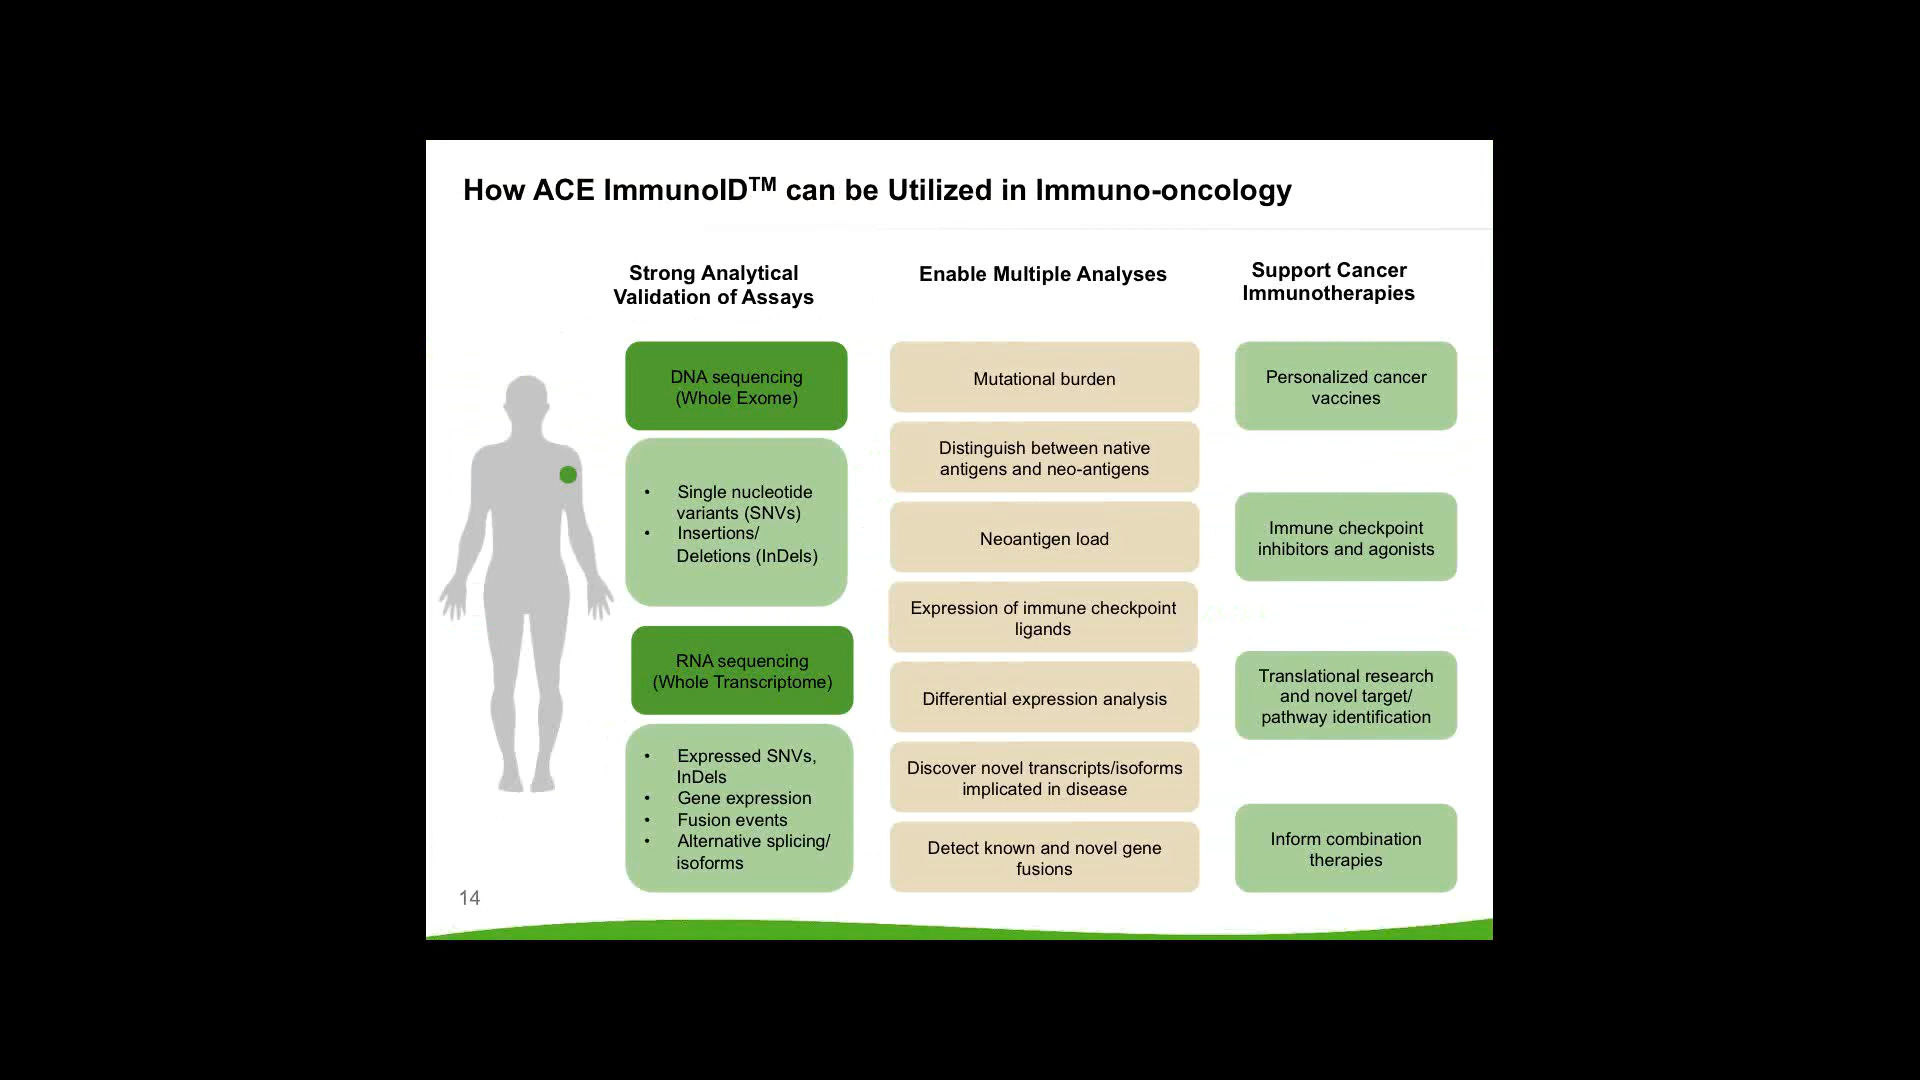 How ACE ImmunoID™ can be Utilized in Immuno-oncology
Strong Analytical
Validation of Assays
DNA sequencing
(Whole Exome)
• Single nucleotide
variants (SNVs)
• Insertions/
Deletions (InDels)
RNA sequencing
(Whole Transcriptome)
• Expressed SNVs,
InDels
• Gene expression
• Fusion events
• Alternative splicing/
isoforms
Enable Multiple Analyses
Mutational burden
Distinguish between native
antigens and neo-antigens
Neoantigen load
Expression of immune checkpoint
ligands
Differential expression analysis
Discover novel transcripts/isoforms
implicated in disease
Detect known and novel gene
fusions
Support Cancer
Immunotherapies
Personalized cancer
vaccines
Immune checkpoint
inhibitors and agonists
Translational research
and novel target/
pathway identification
Inform combination
therapies
14